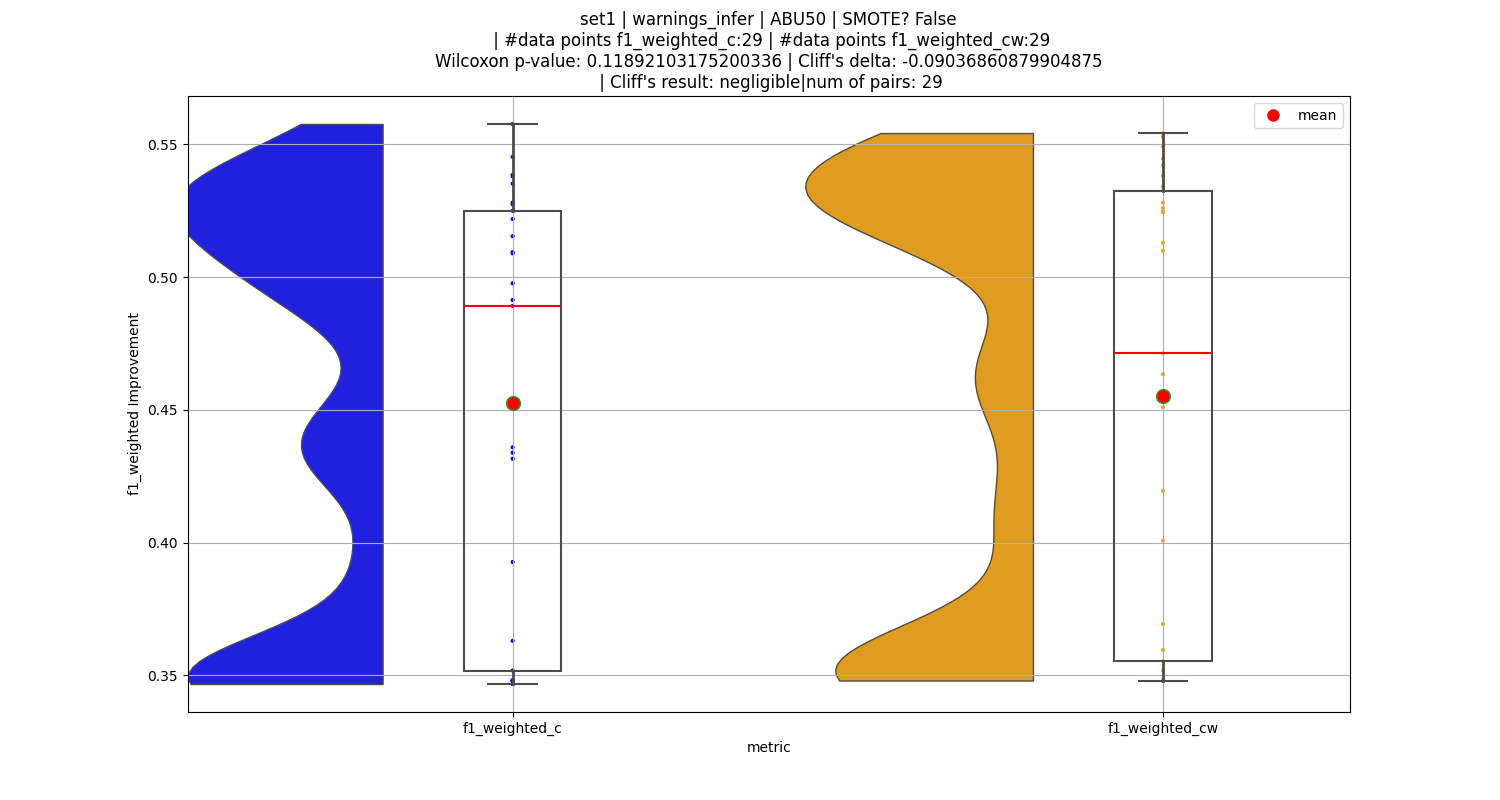 set1 | warnings_infer | ABU50 | SMOTE? False
| #data points f1_weighted_c:29 | #data points f1_weighted_cw:29
Wilcoxon p-value: 0.11892103175200336 | Cliff's delta: -0.09036860879904875
| Cliff's result: negligible|num of pairs: 29
mean
0.55
0.50
0.45
0.40
0.35
f1_weighted Improvement
f1_weighted_c
f1_weighted_cw
metric